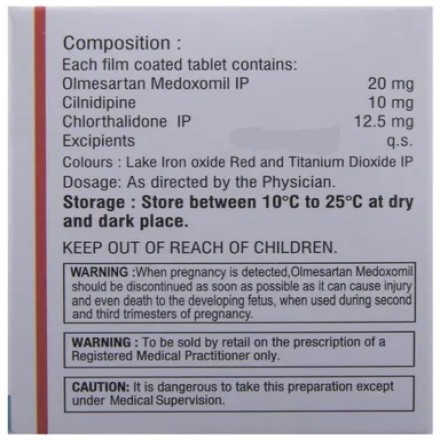 Composition :
Each film coated tablet contains:
Olmesartan Medoxomil IP 20 mg
Cilnidipine 10 mg
Chlorthalidone IP 12.5 mg
Excipients q.s.
Colours : Lake Iron oxide Red and Titanium Dioxide IP
Dosage: As directed by the Physician.
Storage : Store between 10°C to 25°C at dry
and dark place.
KEEP OUT OF REACH OF CHILDREN.
WARNING :When pregnancy is detected,Olmesartan Medoxomil
should be discontinued as soon as possible as it can cause injury
and even death to the developing fetus, when used during second
and third trimesters of pregnancy.
WARNING : To be sold by retail on the prescription of a
Registered Medical Practitioner only.
CAUTION: It is dangerous to take this preparation except
under Medical Supervision.